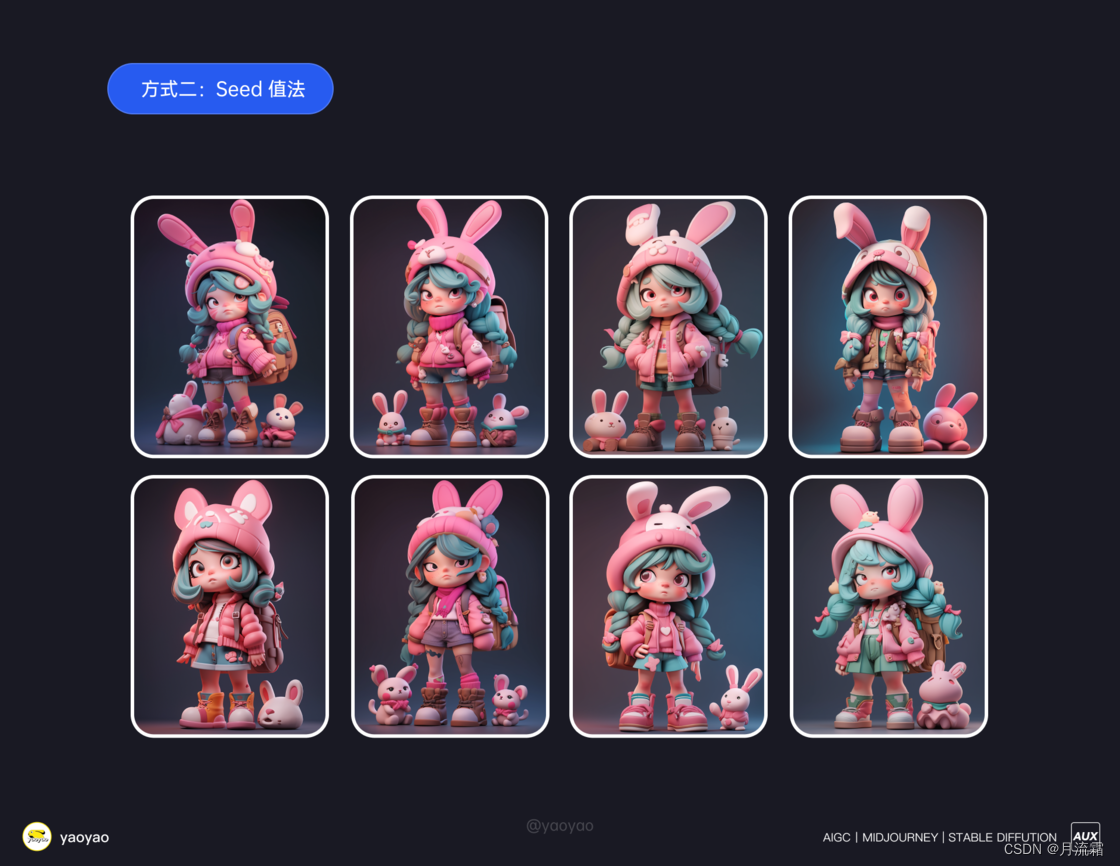 方式二：Seed 值法
yaoyao
@yaoyao
AIGC | MIDJOURNEY | STABLE DIFFUTION
AUX
CSDN @月流霜